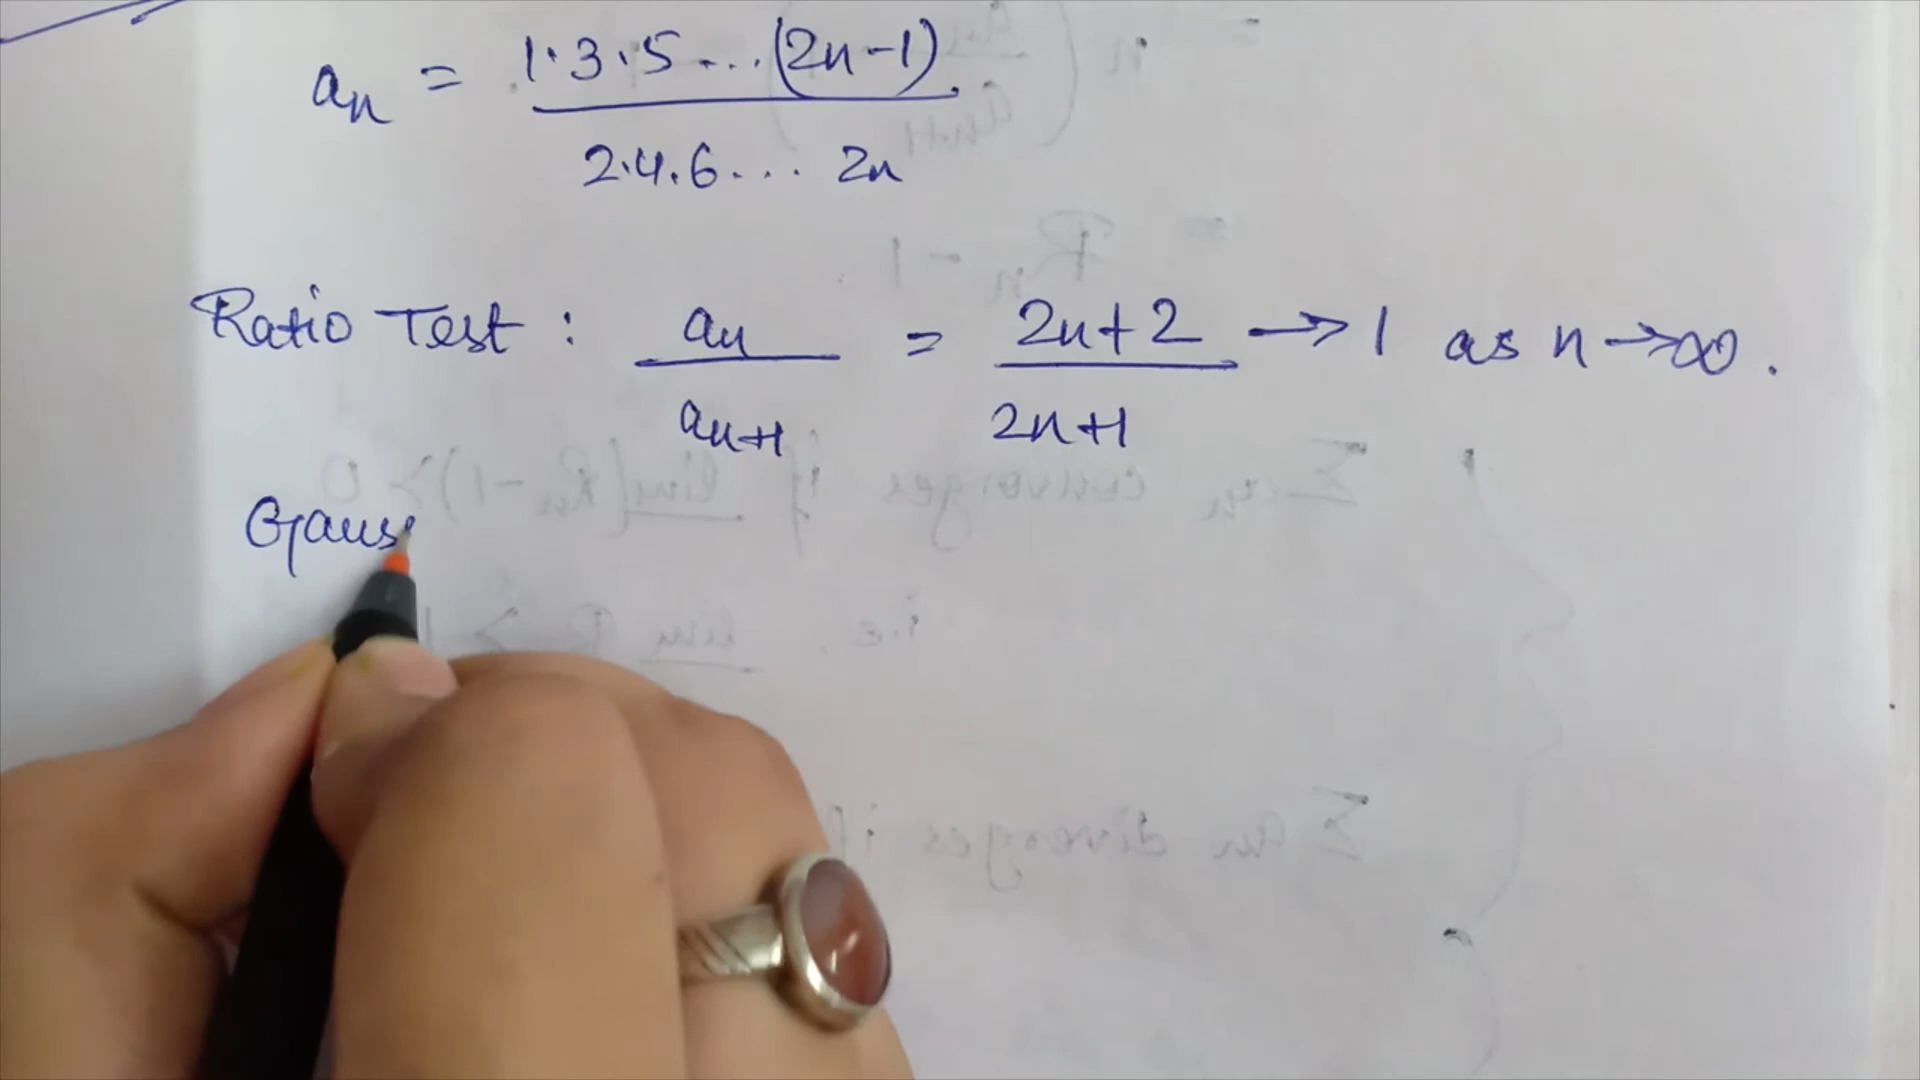 aₙ = 1·3·5...(2n-1)
2·4·6... 2n
Ratio Test : aₙ / aₙ₊₁ = 2n+2 / 2n+1 → 1 as n → ∞.
Gauss